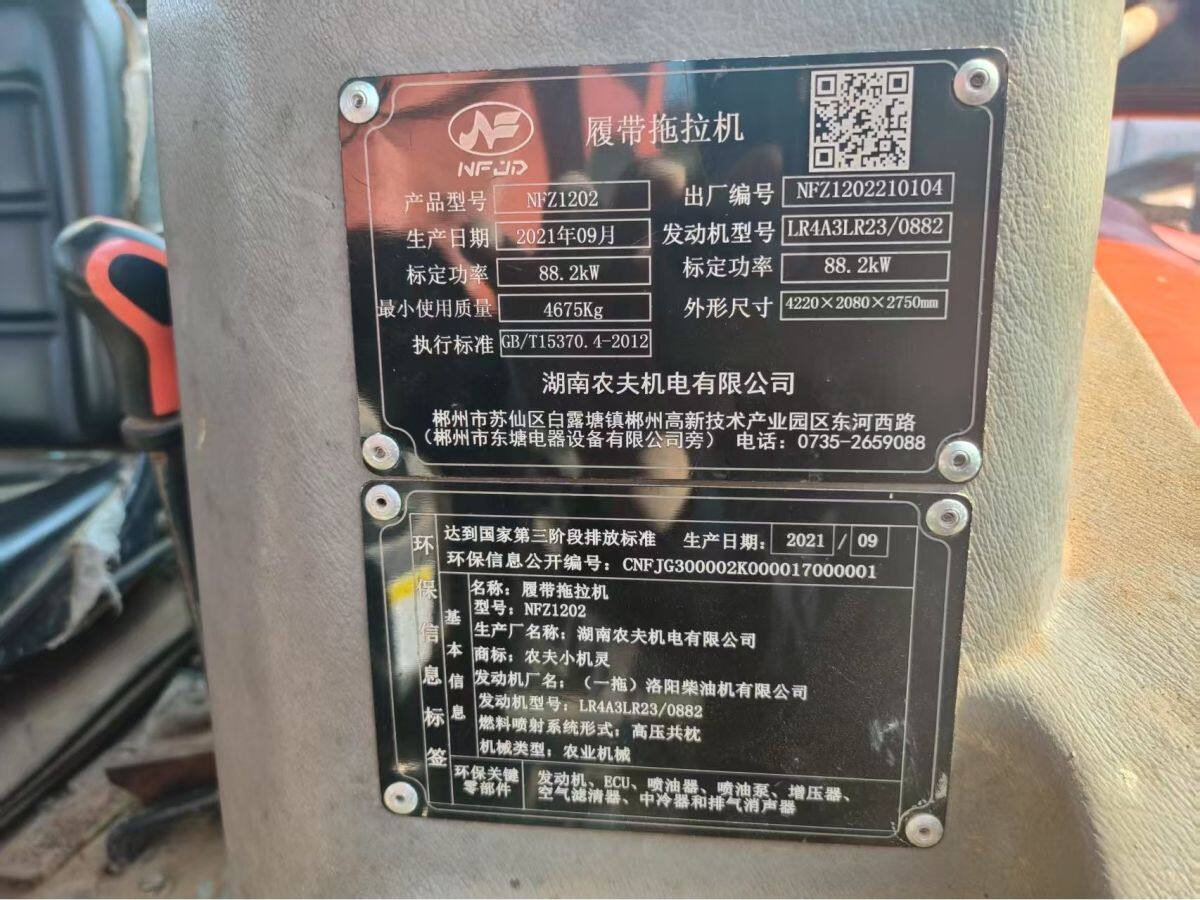 NFJD
履带拖拉机
产品型号 NFZ1202 出厂编号 NFZ1202210104
生产日期 2021年09月 发动机型号 LR4A3LR23/0882
标定功率 88.2kW 标定功率 88.2kW
最小使用质量 4675Kg 外形尺寸 4220×2080×2750mm
执行标准 GB/T15370.4-2012
湖南农夫机电有限公司
郴州市苏仙区白露塘镇郴州高新技术产业园区东河西路
（郴州市东塘电器设备有限公司旁） 电话：0735-2659088
环保信息标签
达到国家第三阶段排放标准 生产日期：2021 / 09
环保信息公开编号：CNFJG300002K000017000001
基本信息
名称：履带拖拉机
型号：NFZ1202
生产厂名称：湖南农夫机电有限公司
商标：农夫小机灵
发动机厂名：（一拖）洛阳柴油机有限公司
发动机型号：LR4A3LR23/0882
燃料喷射系统形式：高压共枕
机械类型：农业机械
环保关键
零部件
发动机、ECU、喷油器、喷油泵、增压器、
空气滤清器、中冷器和排气消声器